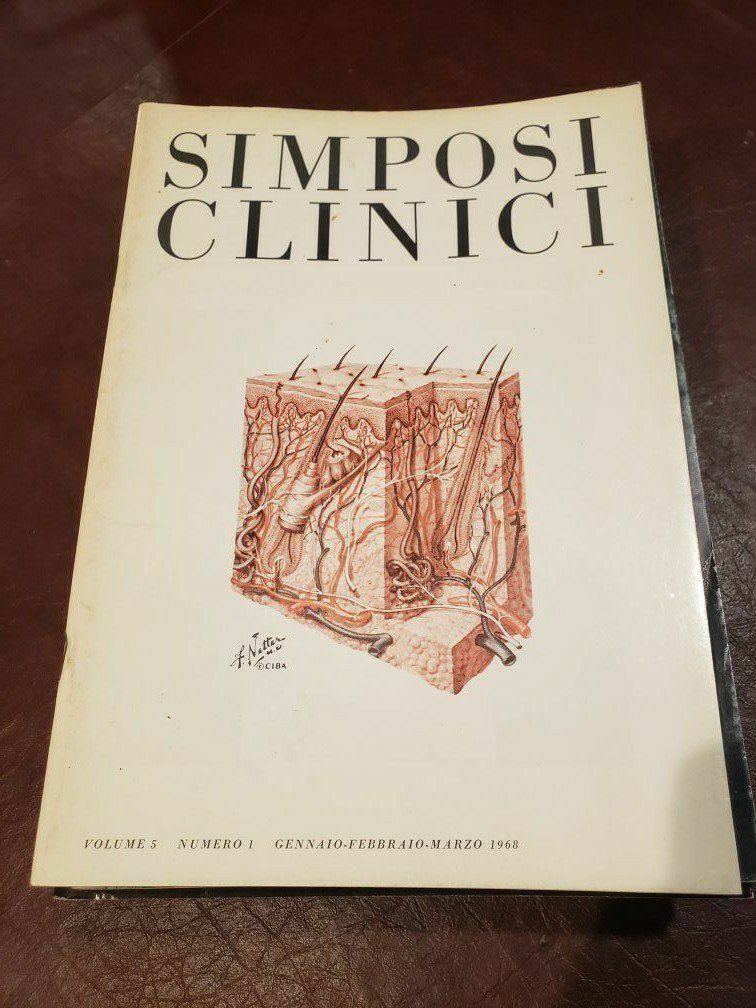 SIMPOSI
CLINICI
F. Netter
M.D.
©CIBA
VOLUME 5 NUMERO 1 GENNAIO-FEBBRAIO-MARZO 1968